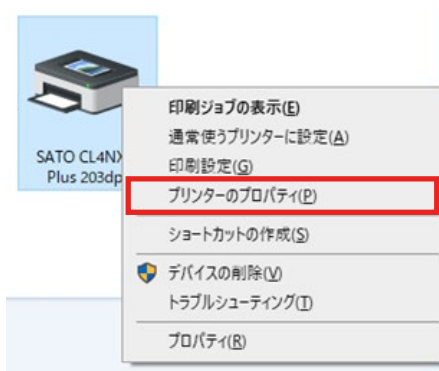 SATO CL4NX
Plus 203dp
印刷ジョブの表示(E)
通常使うプリンターに設定(A)
印刷設定(G)
プリンターのプロパティ(P)
ショートカットの作成(S)
デバイスの削除(V)
トラブルシューティング(T)
プロパティ(R)